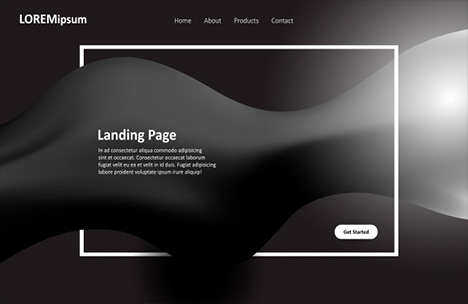 LOREMipsum
Home About Products Contact
Landing Page
In ad consectetur aliqua commodo adipisicing
sint et occaecat. Consectetur occaecat laborum
fugiat velit eu ea et velit in id duis. Fugiat adipisicing
labore proident voluptate ipsum irure aliquip!
Get Started